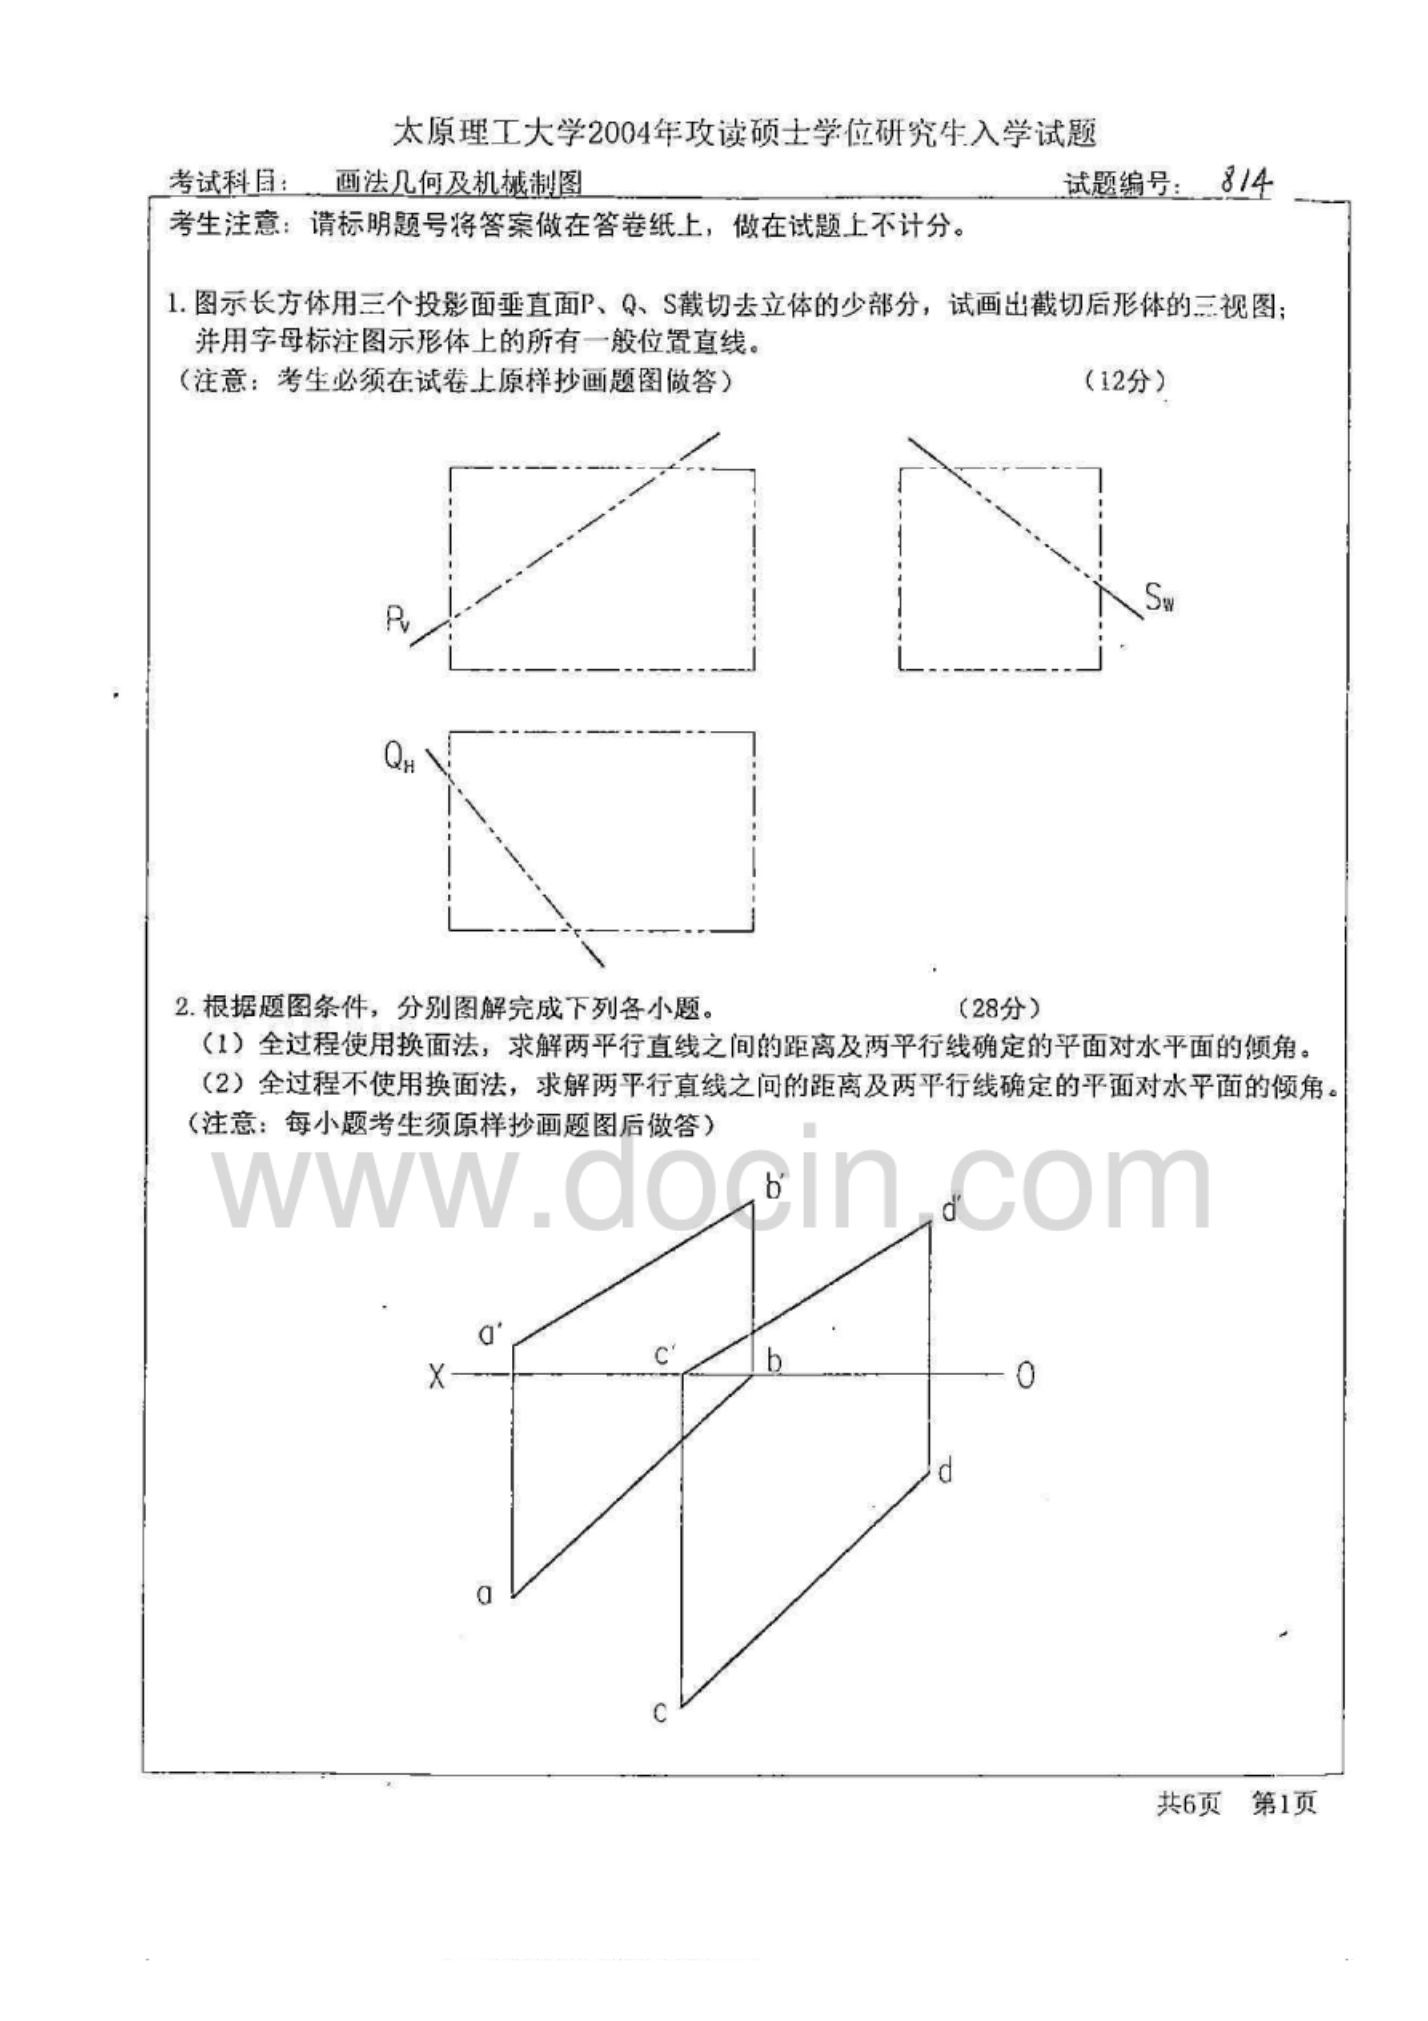 太原理工大学2004年攻读硕士学位研究生入学试题
考试科目： 画法几何及机械制图 试题编号： 814
考生注意：请标明题号将答案做在答卷纸上，做在试题上不计分。
1. 图示长方体用三个投影面垂直面P、Q、S截切去立体的少部分，试画出截切后形体的三视图；
并用字母标注图示形体上的所有一般位置直线。
（注意：考生必须在试卷上原样抄画题图做答） （12分）
Pv
Sw
QH
2. 根据题图条件，分别图解完成下列各小题。 （28分）
（1）全过程使用换面法，求解两平行直线之间的距离及两平行线确定的平面对水平面的倾角。
（2）全过程不使用换面法，求解两平行直线之间的距离及两平行线确定的平面对水平面的倾角。
（注意：每小题考生须原样抄画题图后做答）
www.docin.com
b'
d'
a'
c'
b
X
O
d
a
c
共6页 第1页